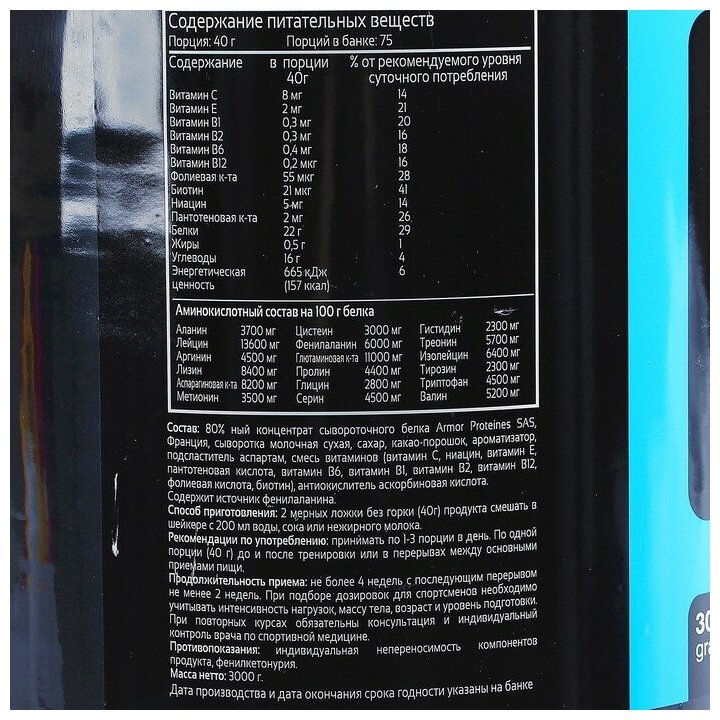 Содержание питательных веществ
Порция: 40 г Порций в банке: 75
Содержание в порции 40г % от рекомендуемого уровня суточного потребления
Витамин С 8 мг 14
Витамин Е 2 мг 21
Витамин В1 0,3 мг 20
Витамин В2 0,3 мг 16
Витамин В6 0,4 мг 18
Витамин В12 0,2 мкг 16
Фолиевая к-та 55 мкг 28
Биотин 21 мкг 41
Ниацин 5 мг 14
Пантотеновая к-та 2 мг 26
Белки 22 г 29
Жиры 0,5 г 1
Углеводы 16 г 4
Энергетическая 665 кДж 6
ценность (157 ккал)
Аминокислотный состав на 100 г белка
Аланин 3700 мг Цистеин 3000 мг Гистидин 2300 мг
Лейцин 13600 мг Фенилаланин 6000 мг Треонин 5700 мг
Аргинин 4500 мг Глютаминовая к-та 11000 мг Изолейцин 6400 мг
Лизин 8400 мг Пролин 4400 мг Тирозин 2300 мг
Аспарагиновая к-та 8200 мг Глицин 2800 мг Триптофан 4500 мг
Метионин 3500 мг Серин 4500 мг Валин 5200 мг
Состав: 80% ный концентрат сывороточного белка Armor Proteines SAS,
Франция, сыворотка молочная сухая, сахар, какао-порошок, ароматизатор,
подсластитель аспартам, смесь витаминов (витамин С, ниацин, витамин Е,
пантотеновая кислота, витамин В6, витамин В1, витамин В2, витамин В12,
фолиевая кислота, биотин), антиокислитель аскорбиновая кислота.
Содержит источник фенилаланина.
Способ приготовления: 2 мерных ложки без горки (40г) продукта смешать в
шейкере с 200 мл воды, сока или нежирного молока.
Рекомендации по употреблению: принимать по 1-3 порции в день. По одной
порции (40 г) до и после тренировки или в перерывах между основными
приемами пищи.
Продолжительность приема: не более 4 недель с последующим перерывом
не менее 2 недель. При подборе дозировок для спортсменов необходимо
учитывать интенсивность нагрузок, массу тела, возраст и уровень подготовки.
При повторных курсах обязательны консультация и индивидуальный
контроль врача по спортивной медицине.
Противопоказания: индивидуальная непереносимость компонентов
продукта, фенилкетонурия.
Масса нетто: 3000 г.
Дата производства и дата окончания срока годности указаны на банке
30
gra